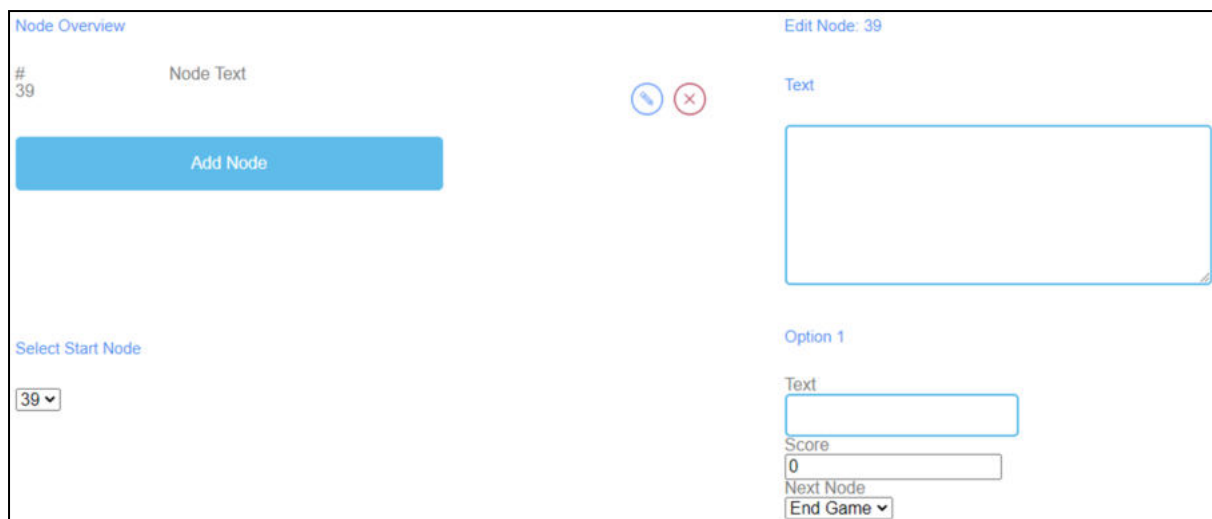 Node Overview
# Node Text
39
Add Node
Select Start Node
39
Edit Node: 39
Text
Option 1
Text
Score
0
Next Node
End Game